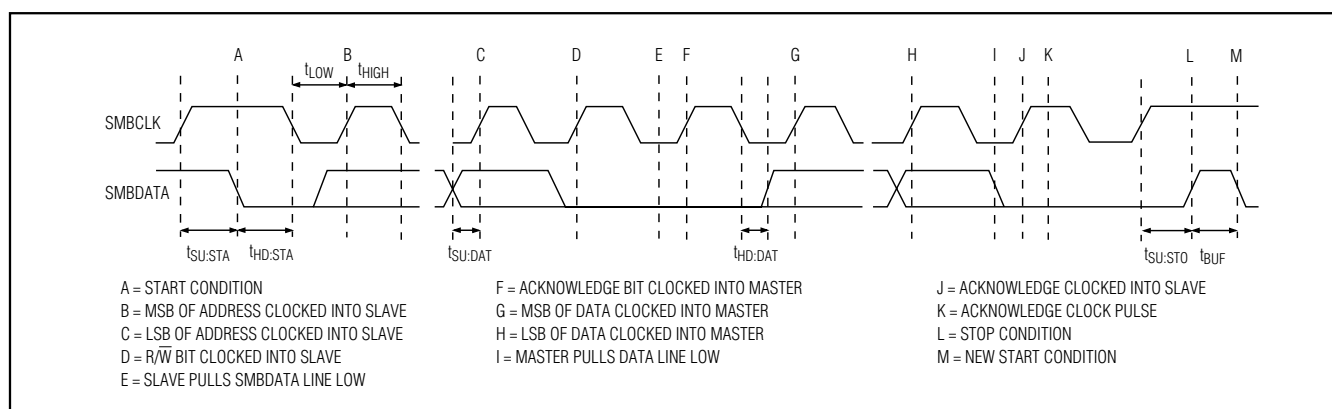 A B C D E F G H I J K L M
tLOW tHIGH
SMBCLK
SMBDATA
tSU:STA tHD:STA tSU:DAT tHD:DAT tSU:STO tBUF
A = START CONDITION
B = MSB OF ADDRESS CLOCKED INTO SLAVE
C = LSB OF ADDRESS CLOCKED INTO SLAVE
D = R/W̅ BIT CLOCKED INTO SLAVE
E = SLAVE PULLS SMBDATA LINE LOW
F = ACKNOWLEDGE BIT CLOCKED INTO MASTER
G = MSB OF DATA CLOCKED INTO MASTER
H = LSB OF DATA CLOCKED INTO MASTER
I = MASTER PULLS DATA LINE LOW
J = ACKNOWLEDGE CLOCKED INTO SLAVE
K = ACKNOWLEDGE CLOCK PULSE
L = STOP CONDITION
M = NEW START CONDITION